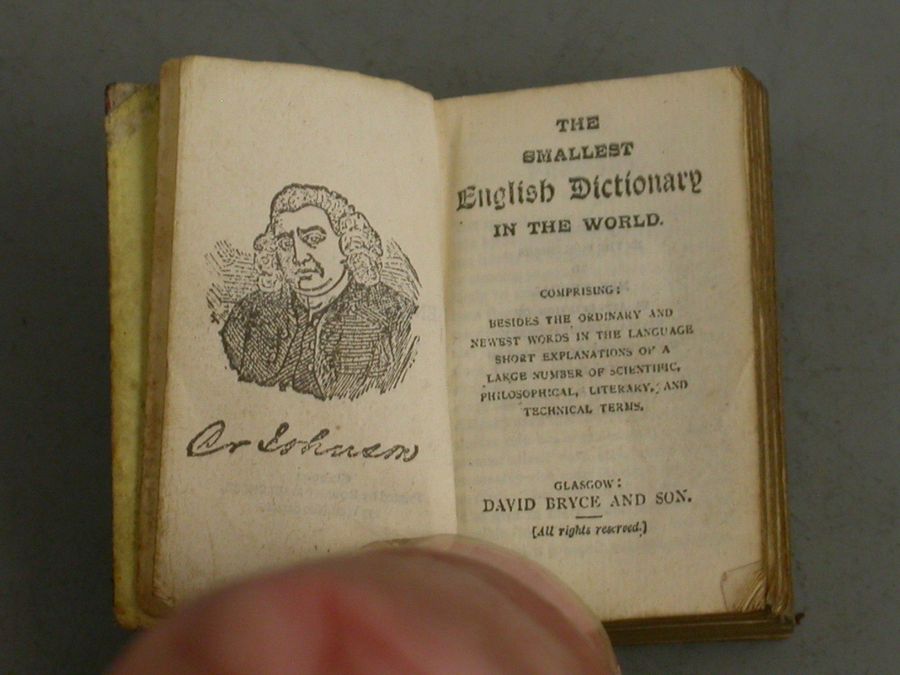 Dr Johnson
THE
SMALLEST
English Dictionary
IN THE WORLD.
COMPRISING:
BESIDES THE ORDINARY AND
NEWEST WORDS IN THE LANGUAGE
SHORT EXPLANATIONS OF A
LARGE NUMBER OF SCIENTIFIC,
PHILOSOPHICAL, LITERARY, AND
TECHNICAL TERMS.
GLASGOW:
DAVID BRYCE AND SON.
[All rights reserved.]